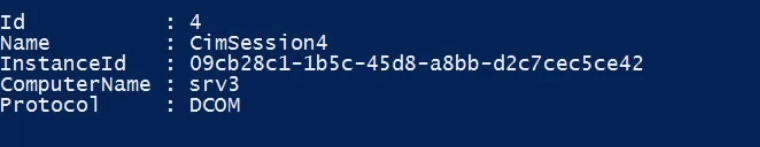 Id           : 4
Name         : CimSession4
InstanceId   : 09cb28c1-1b5c-45d8-a8bb-d2c7cec5ce42
ComputerName : srv3
Protocol     : DCOM